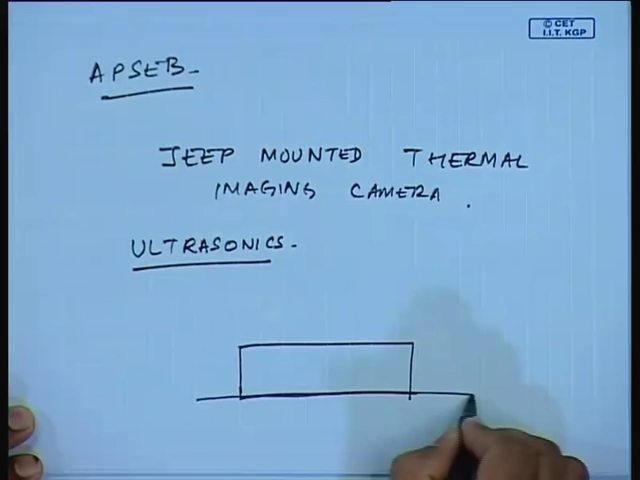 © CET
I.I.T. KGP
APSEB-
JEEP MOUNTED THERMAL
IMAGING CAMERA.
ULTRASONICS-